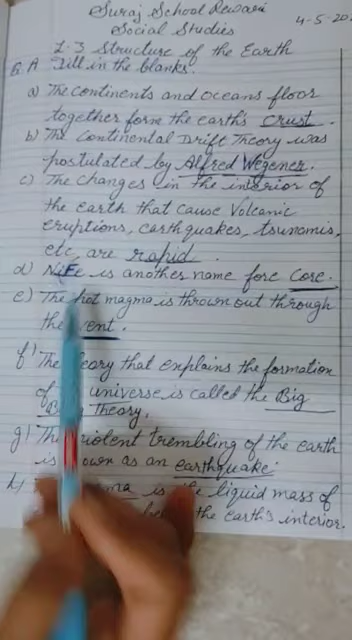 Suraj School Rewari
4-5-20
Social Studies
L-3 Structure of the Earth
Q.A Fill in the blanks.
a) The continents and oceans floor
together form the earth's crust.
b) The Continental Drift Theory was
postulated by Alfred Wegener.
c) The changes in the interior of
the earth that cause Volcanic
eruptions, earthquakes, tsunamis,
etc, are rapid.
d) NiFe is another name for core.
e) The hot magma is thrown out through
the vent.
f) The theory that explains the formation
of universe is called the Big
Theory.
g) The violent trembling of the earth
is known as an earthquake
h) is the liquid mass of
the earth's interior.